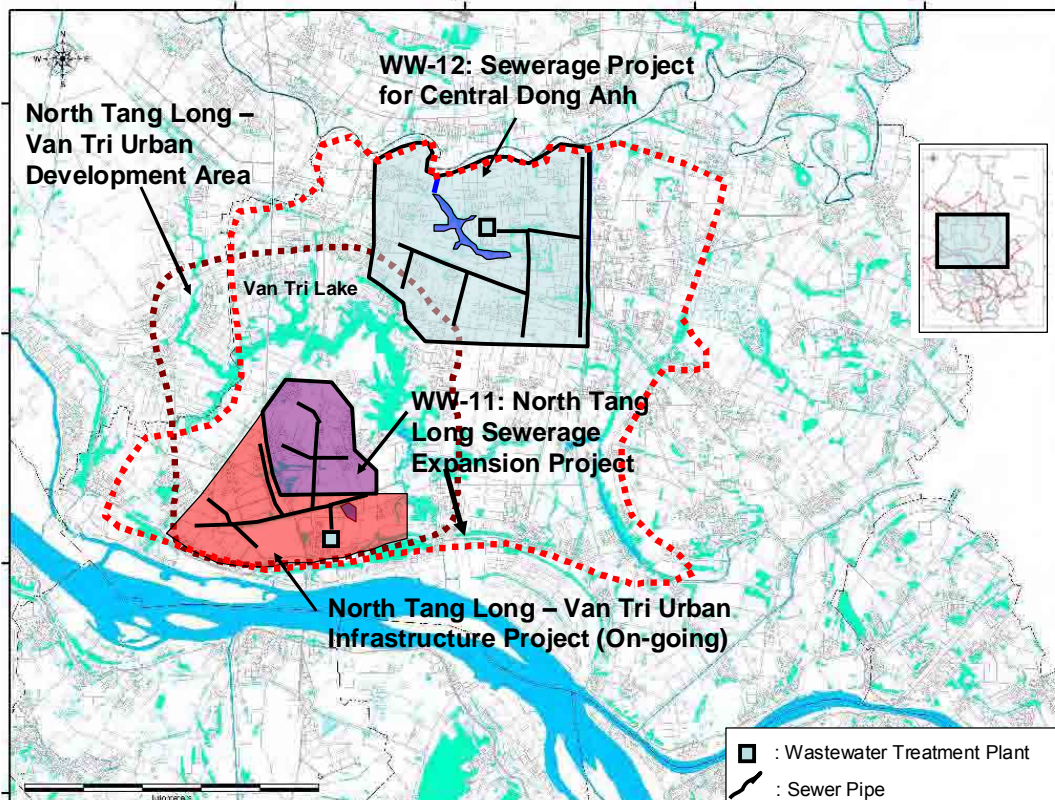 N
W
E
S
WW-12: Sewerage Project
for Central Dong Anh
North Tang Long –
Van Tri Urban
Development Area
Van Tri Lake
WW-11: North Tang
Long Sewerage
Expansion Project
North Tang Long – Van Tri Urban
Infrastructure Project (On-going)
: Wastewater Treatment Plant
: Sewer Pipe